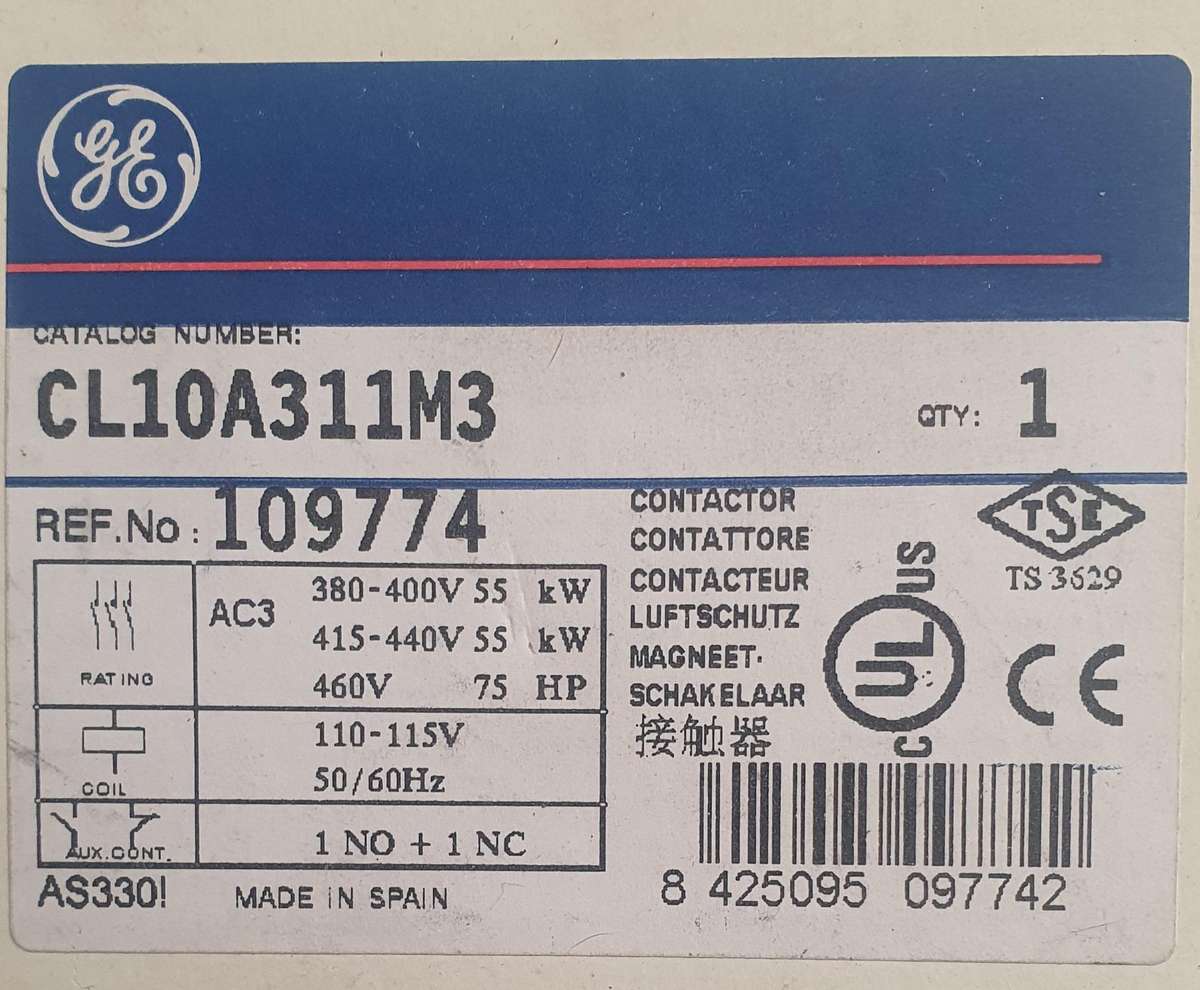 GE
CATALOG NUMBER:
CL10A311M3
QTY: 1
REF.No : 109774
RATING
AC3
380-400V 55 kW
415-440V 55 kW
460V 75 HP
COIL
110-115V
50/60Hz
AUX.CONT.
1 NO + 1 NC
AS330!
MADE IN SPAIN
CONTACTOR
CONTATTORE
CONTACTEUR
LUFTSCHUTZ
MAGNEET-
SCHAKELAAR
接触器
C UL US
TSE
TS 3629
CE
8 425095 097742